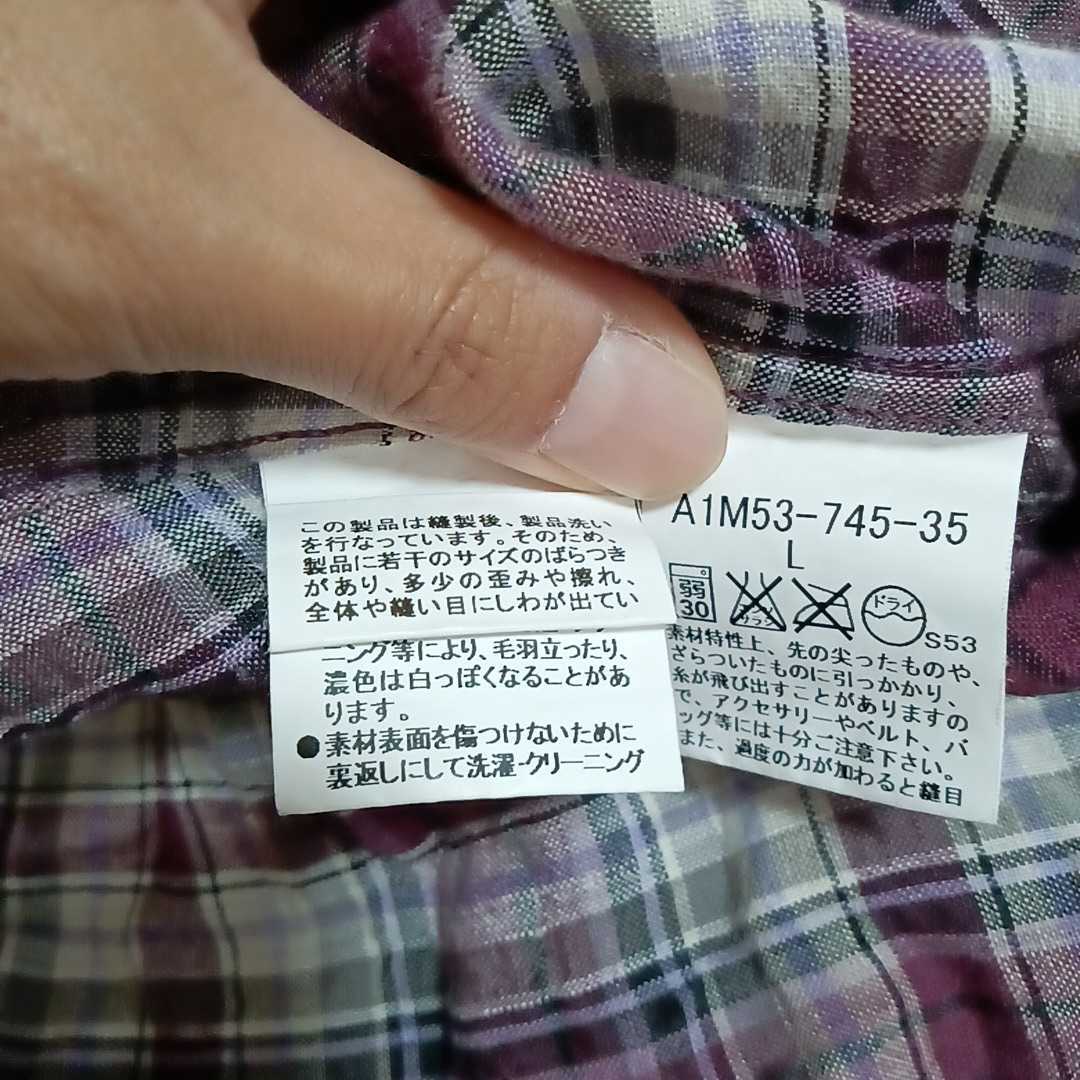 この製品は縫製後、製品洗い
を行なっています。そのため、
製品に若干のサイズのばらつき
があり、多少の歪みや擦れ、
全体や縫い目にしわが出てい
ニング等により、毛羽立ったり、
濃色は白っぽくなることがあ
ります。
●素材表面を傷つけないために
裏返しにして洗濯・クリーニング
A1M53-745-35
L
弱
30
ドライ
S53
素材特性上、先の尖ったものや、
ざらついたものに引っかかり、
糸が飛び出すことがありますの
で、アクセサリーやベルト、バ
ッグ等には十分ご注意下さい。
また、過度の力が加わると縫目